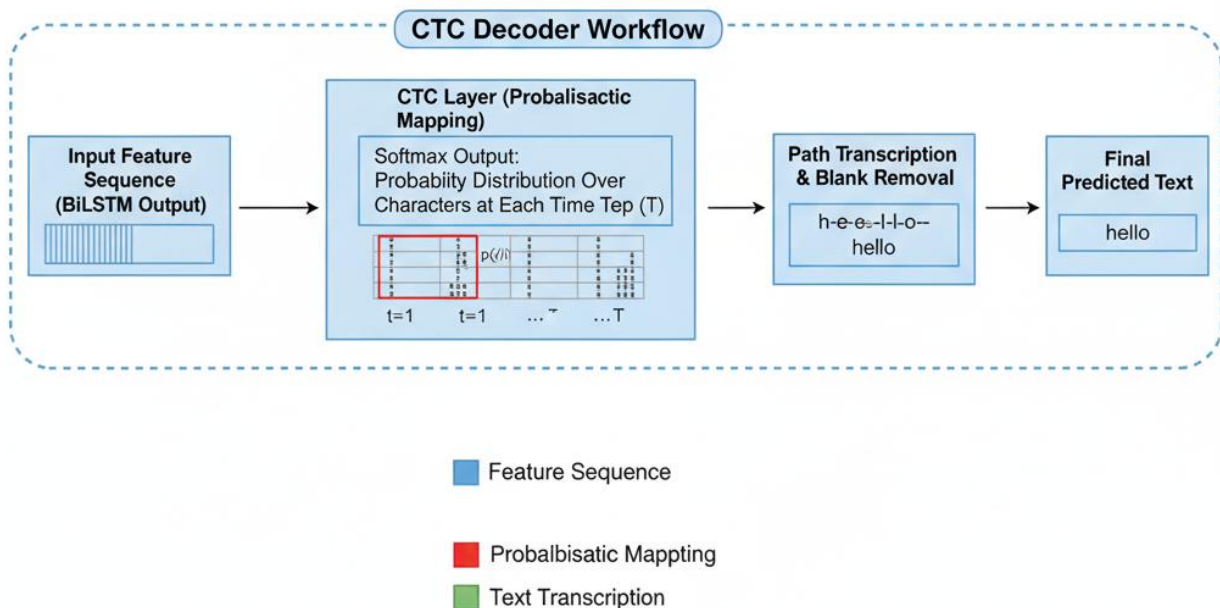 CTC Decoder Workflow
Input Feature
Sequence
(BiLSTM Output)
CTC Layer (Probalisactic
Mapping)
Softmax Output:
Probabiity Distribution Over
Characters at Each Time Tep (T)
t=1 t=1 ... T ... T
Path Transcription
& Blank Removal
hello
Final
Predicted Text
hello
Feature Sequence
Probalbisatic Mappting
Text Transcription